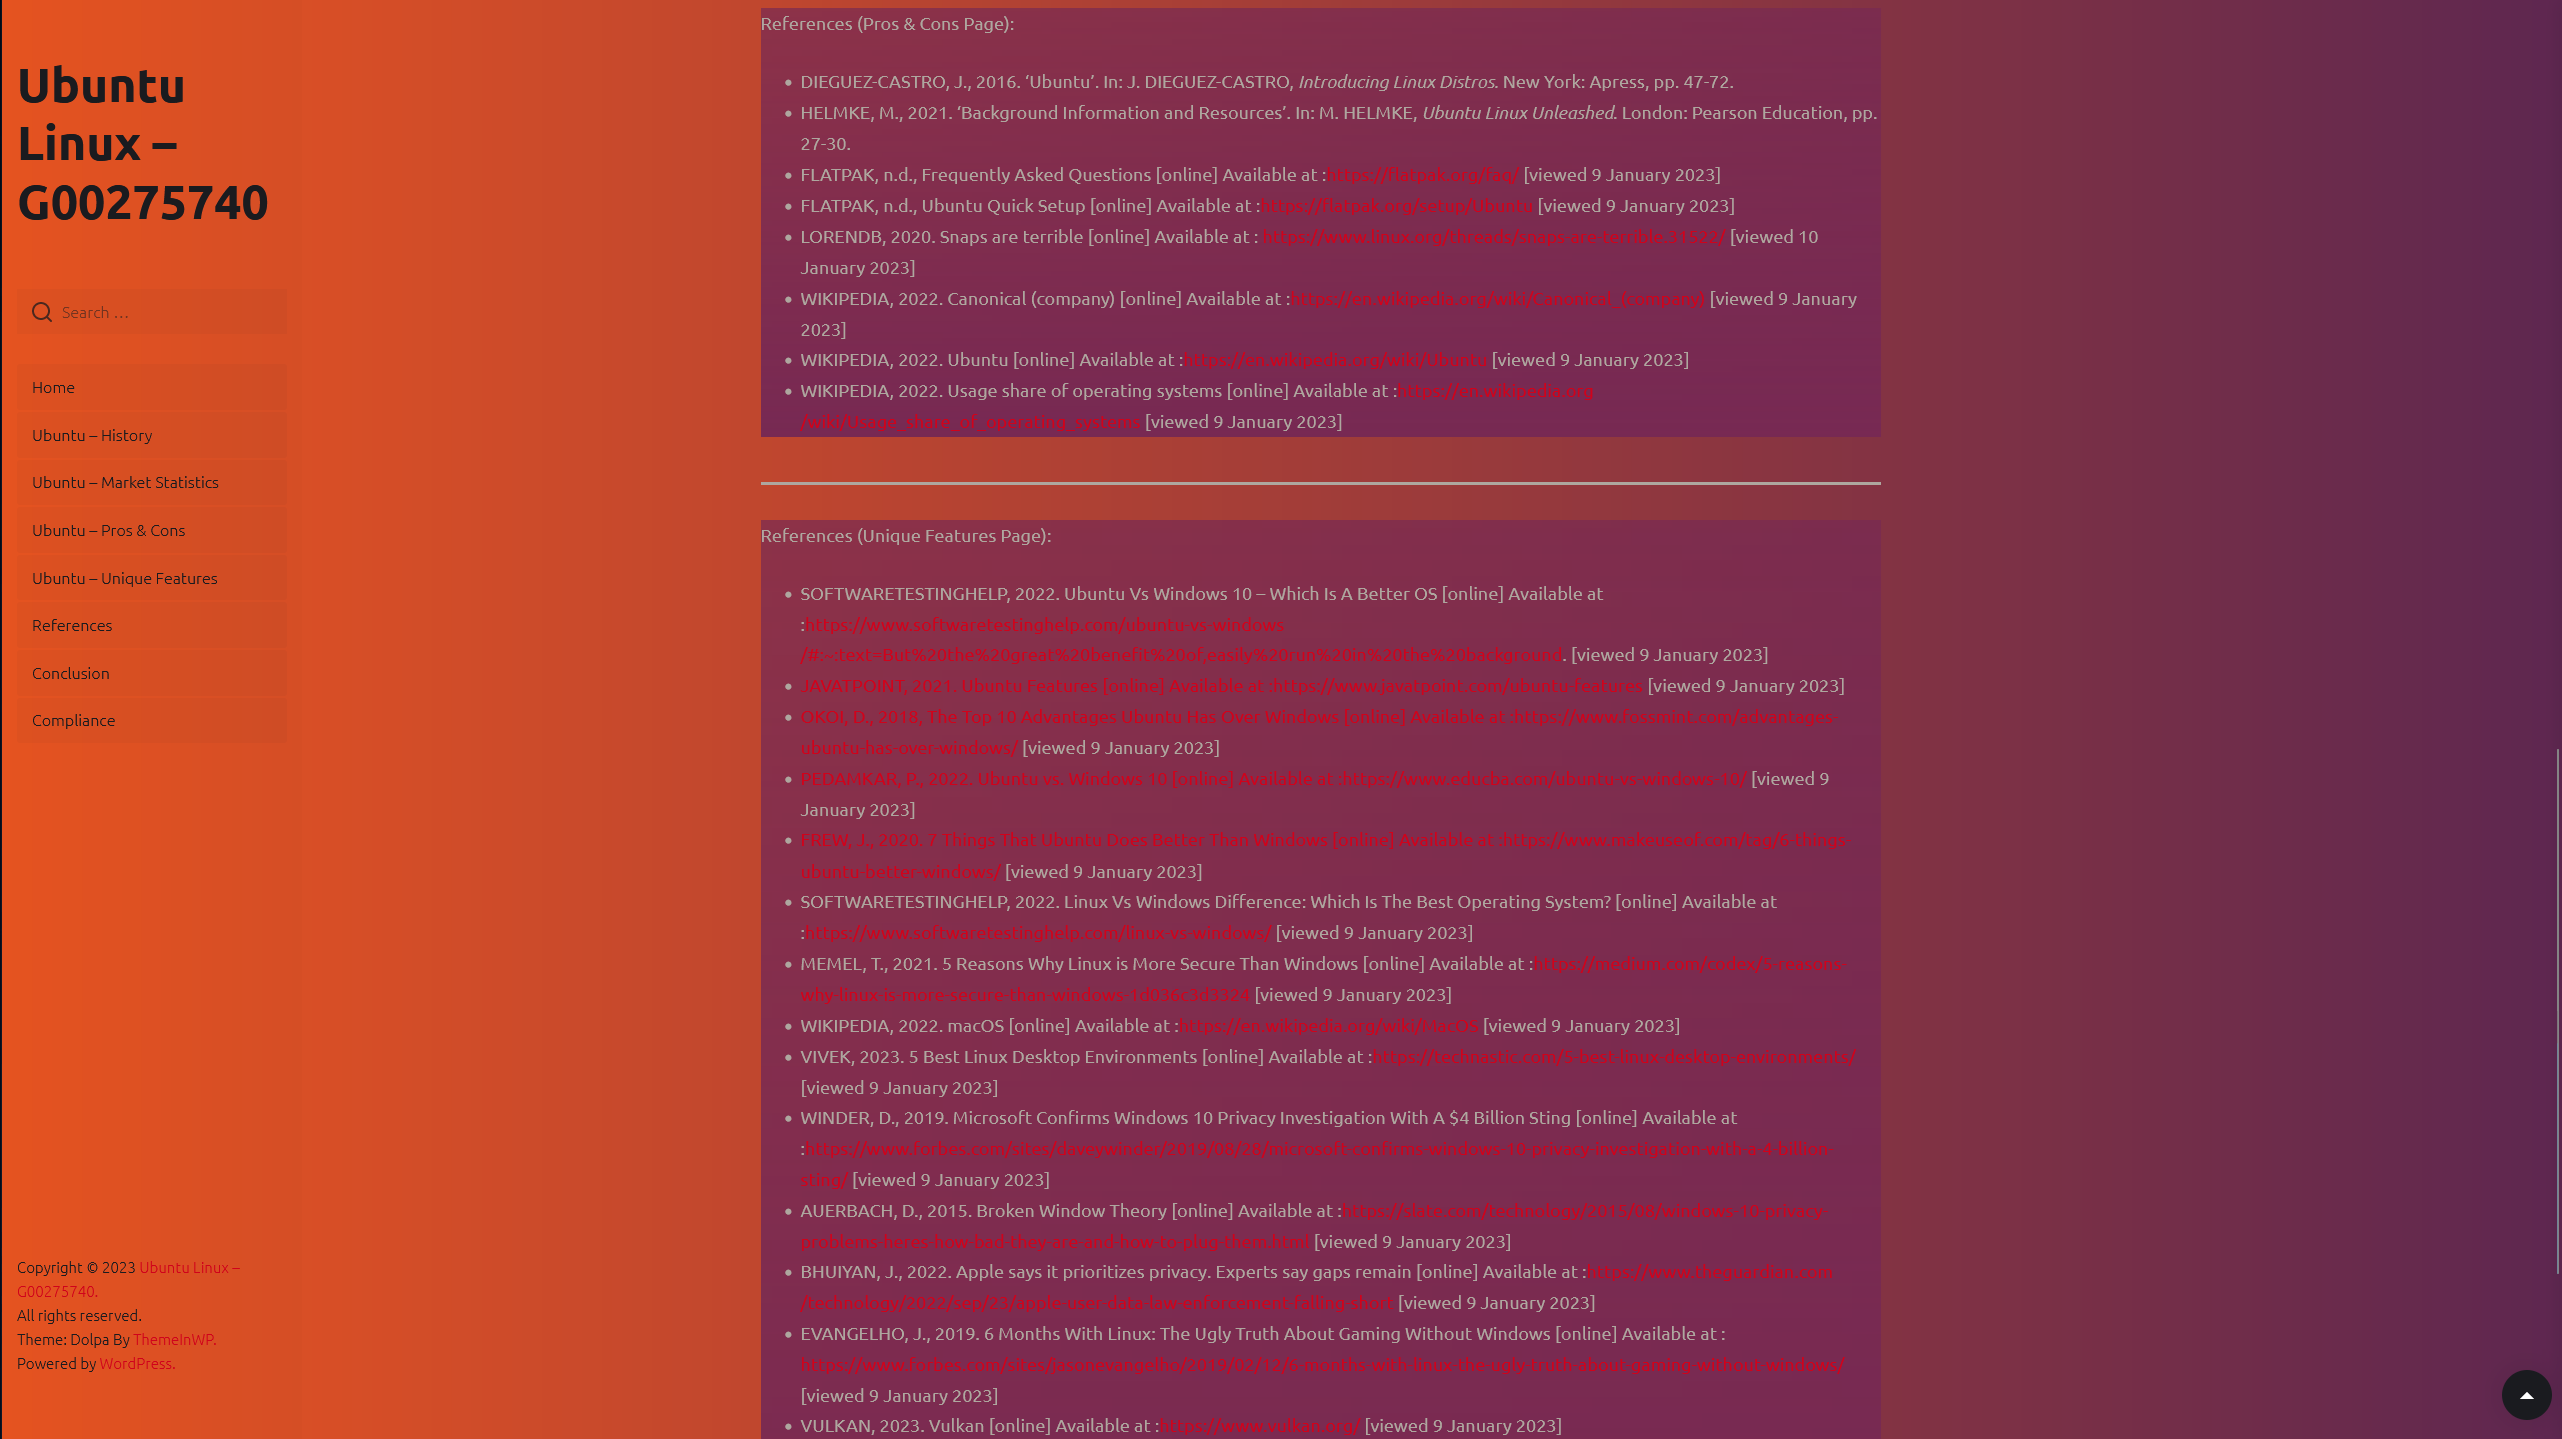 Ubuntu
Linux –
G00275740
Search …
Home
Ubuntu – History
Ubuntu – Market Statistics
Ubuntu – Pros & Cons
Ubuntu – Unique Features
References
Conclusion
Compliance
Copyright © 2023 Ubuntu Linux –
G00275740.
All rights reserved.
Theme: Dolpa By ThemeInWP.
Powered by WordPress.
References (Pros & Cons Page):
DIEGUEZ-CASTRO, J., 2016. ‘Ubuntu’. In: J. DIEGUEZ-CASTRO, Introducing Linux Distros. New York: Apress, pp. 47-72.
HELMKE, M., 2021. ‘Background Information and Resources’. In: M. HELMKE, Ubuntu Linux Unleashed. London: Pearson Education, pp.
27-30.
FLATPAK, n.d., Frequently Asked Questions [online] Available at :https://flatpak.org/faq/ [viewed 9 January 2023]
FLATPAK, n.d., Ubuntu Quick Setup [online] Available at :https://flatpak.org/setup/Ubuntu [viewed 9 January 2023]
LORENDB, 2020. Snaps are terrible [online] Available at : https://www.linux.org/threads/snaps-are-terrible.31522/ [viewed 10
January 2023]
WIKIPEDIA, 2022. Canonical (company) [online] Available at :https://en.wikipedia.org/wiki/Canonical_(company) [viewed 9 January
2023]
WIKIPEDIA, 2022. Ubuntu [online] Available at :https://en.wikipedia.org/wiki/Ubuntu [viewed 9 January 2023]
WIKIPEDIA, 2022. Usage share of operating systems [online] Available at :https://en.wikipedia.org
/wiki/Usage_share_of_operating_systems [viewed 9 January 2023]
References (Unique Features Page):
SOFTWARETESTINGHELP, 2022. Ubuntu Vs Windows 10 – Which Is A Better OS [online] Available at
:https://www.softwaretestinghelp.com/ubuntu-vs-windows
/#:~:text=But%20the%20great%20benefit%20of,easily%20run%20in%20the%20background. [viewed 9 January 2023]
JAVATPOINT, 2021. Ubuntu Features [online] Available at :https://www.javatpoint.com/ubuntu-features [viewed 9 January 2023]
OKOI, D., 2018, The Top 10 Advantages Ubuntu Has Over Windows [online] Available at :https://www.fossmint.com/advantages-
ubuntu-has-over-windows/ [viewed 9 January 2023]
PEDAMKAR, P., 2022. Ubuntu vs. Windows 10 [online] Available at :https://www.educba.com/ubuntu-vs-windows-10/ [viewed 9
January 2023]
FREW, J., 2020. 7 Things That Ubuntu Does Better Than Windows [online] Available at :https://www.makeuseof.com/tag/6-things-
ubuntu-better-windows/ [viewed 9 January 2023]
SOFTWARETESTINGHELP, 2022. Linux Vs Windows Difference: Which Is The Best Operating System? [online] Available at
:https://www.softwaretestinghelp.com/linux-vs-windows/ [viewed 9 January 2023]
MEMEL, T., 2021. 5 Reasons Why Linux is More Secure Than Windows [online] Available at :https://medium.com/codex/5-reasons-
why-linux-is-more-secure-than-windows-1d036c3d3324 [viewed 9 January 2023]
WIKIPEDIA, 2022. macOS [online] Available at :https://en.wikipedia.org/wiki/MacOS [viewed 9 January 2023]
VIVEK, 2023. 5 Best Linux Desktop Environments [online] Available at :https://technastic.com/5-best-linux-desktop-environments/
[viewed 9 January 2023]
WINDER, D., 2019. Microsoft Confirms Windows 10 Privacy Investigation With A $4 Billion Sting [online] Available at
:https://www.forbes.com/sites/daveywinder/2019/08/28/microsoft-confirms-windows-10-privacy-investigation-with-a-4-billion-
sting/ [viewed 9 January 2023]
AUERBACH, D., 2015. Broken Window Theory [online] Available at :https://slate.com/technology/2015/08/windows-10-privacy-
problems-heres-how-bad-they-are-and-how-to-plug-them.html [viewed 9 January 2023]
BHUIYAN, J., 2022. Apple says it prioritizes privacy. Experts say gaps remain [online] Available at :https://www.theguardian.com
/technology/2022/sep/23/apple-user-data-law-enforcement-falling-short [viewed 9 January 2023]
EVANGELHO, J., 2019. 6 Months With Linux: The Ugly Truth About Gaming Without Windows [online] Available at :
https://www.forbes.com/sites/jasonevangelho/2019/02/12/6-months-with-linux-the-ugly-truth-about-gaming-without-windows/
[viewed 9 January 2023]
VULKAN, 2023. Vulkan [online] Available at :https://www.vulkan.org/ [viewed 9 January 2023]